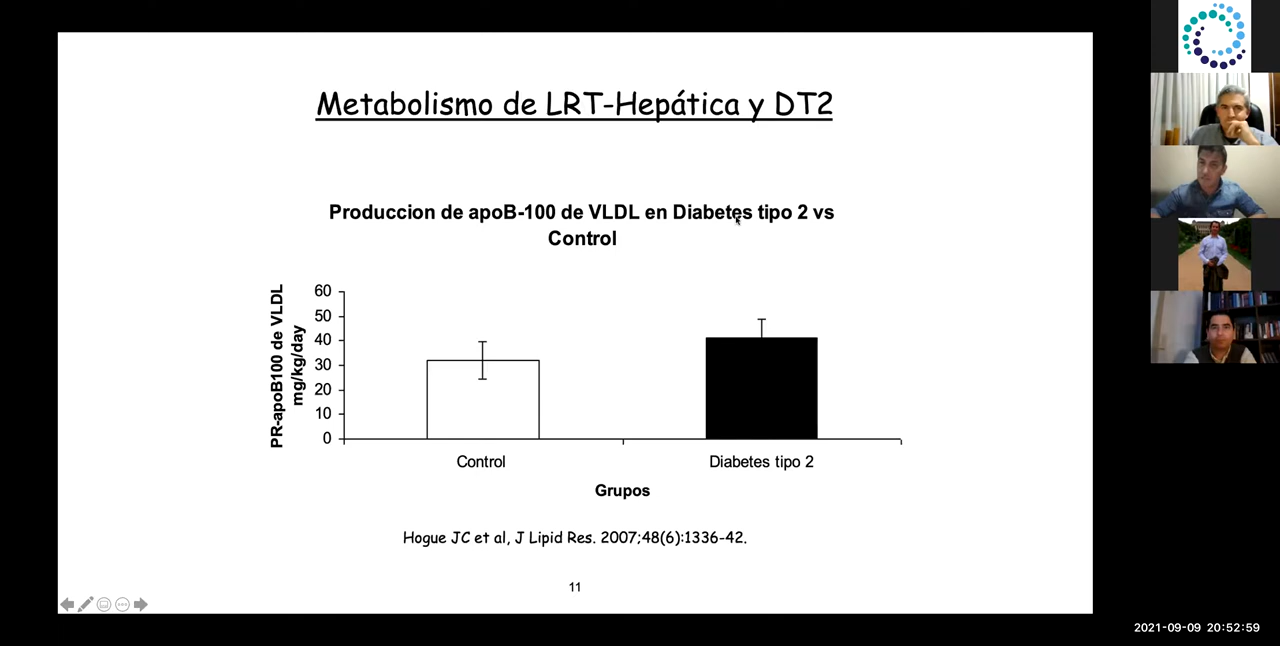 Metabolismo de LRT-Hepática y DT2
Produccion de apoB-100 de VLDL en Diabetes tipo 2 vs
Control
PR-apoB100 de VLDL
mg/kg/day
60
50
40
30
20
10
0
Control
Diabetes tipo 2
Grupos
Hogue JC et al, J Lipid Res. 2007;48(6):1336-42.
11
2021-09-09 20:52:59